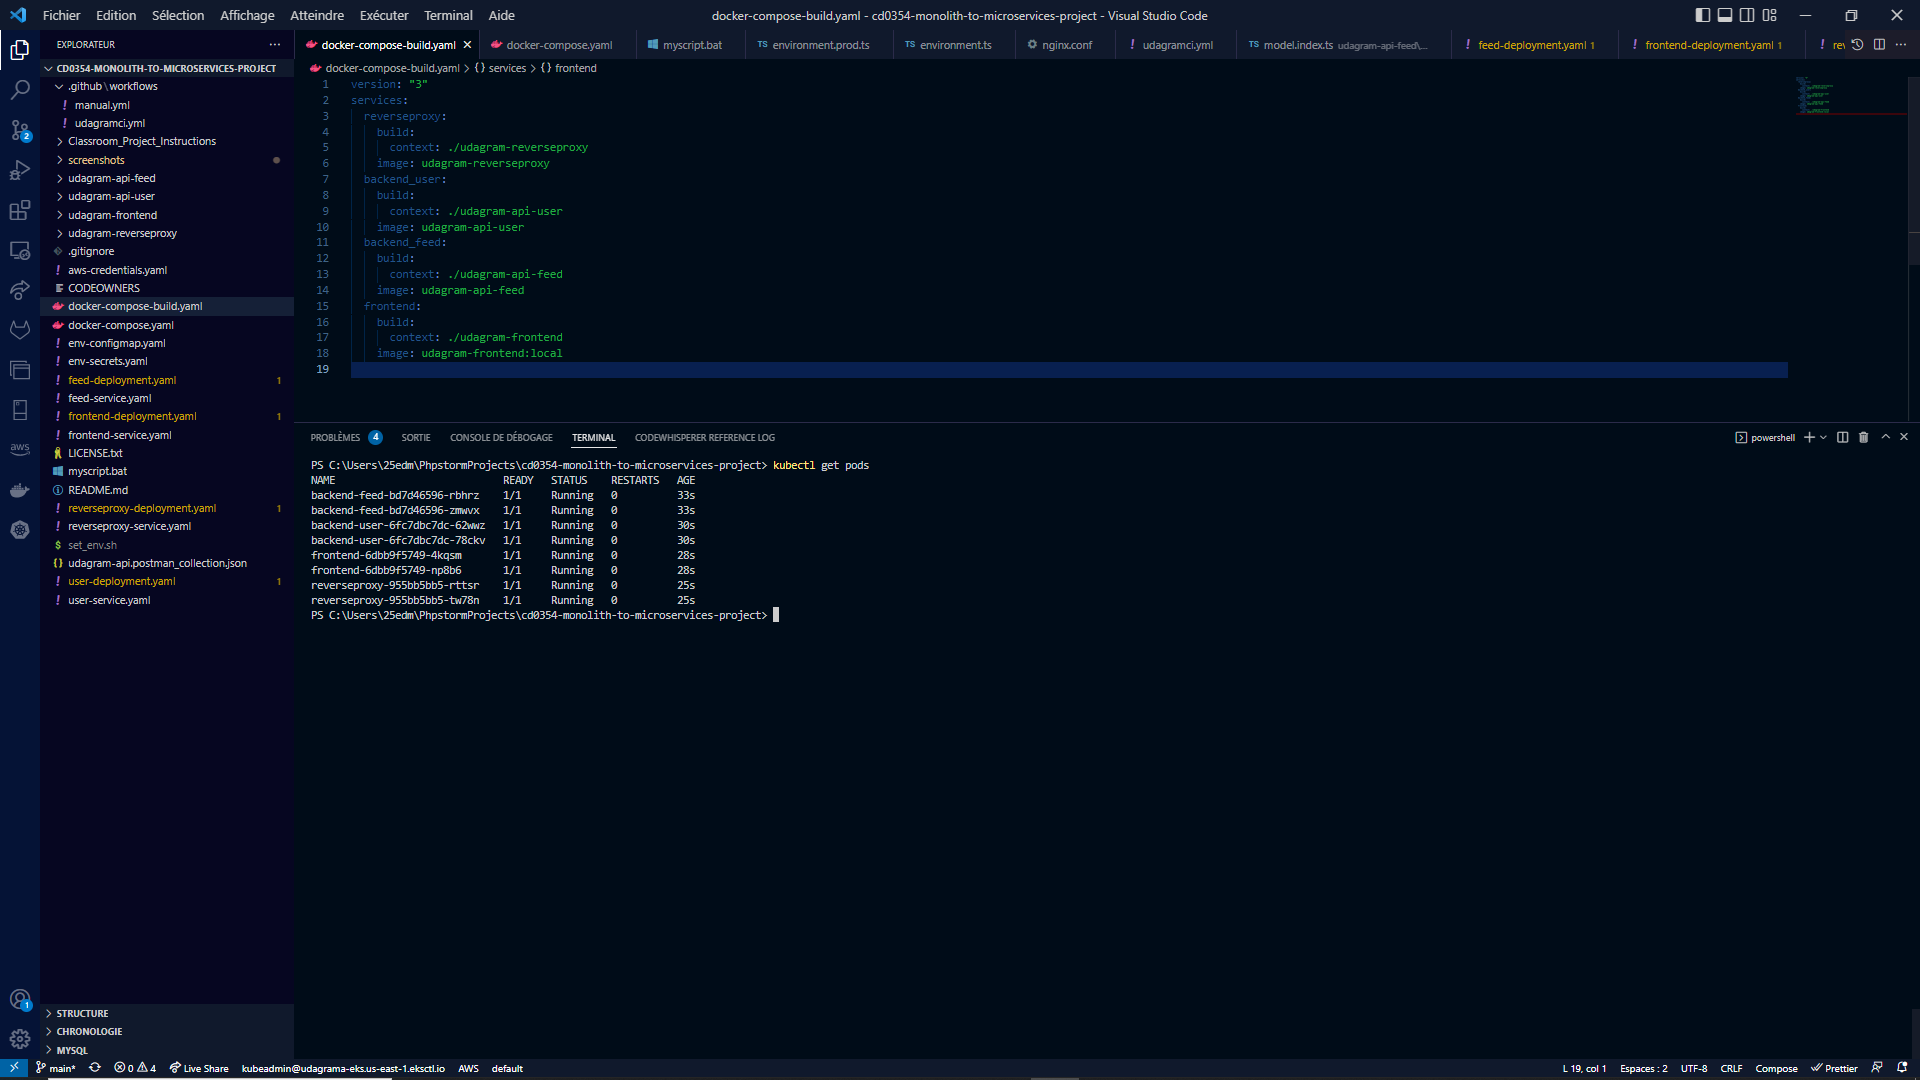 Fichier Edition Sélection Affichage Atteindre Exécuter Terminal Aide
docker-compose-build.yaml - cd0354-monolith-to-microservices-project - Visual Studio Code
EXPLORATEUR
docker-compose-build.yaml docker-compose.yaml myscript.bat TS environment.prod.ts TS environment.ts nginx.conf ! udagramci.yml TS model.index.ts udagram-api-feed\... ! feed-deployment.yaml 1 ! frontend-deployment.yaml 1 ! rev
docker-compose-build.yaml > {} services > {} frontend
CD0354-MONOLITH-TO-MICROSERVICES-PROJECT
.github \ workflows
! manual.yml
! udagramci.yml
Classroom_Project_Instructions
screenshots
udagram-api-feed
udagram-api-user
udagram-frontend
udagram-reverseproxy
.gitignore
! aws-credentials.yaml
CODEOWNERS
docker-compose-build.yaml
docker-compose.yaml
! env-configmap.yaml
! env-secrets.yaml
! feed-deployment.yaml 1
! feed-service.yaml
! frontend-deployment.yaml 1
! frontend-service.yaml
LICENSE.txt
myscript.bat
README.md
! reverseproxy-deployment.yaml 1
! reverseproxy-service.yaml
$ set_env.sh
{} udagram-api.postman_collection.json
! user-deployment.yaml 1
! user-service.yaml
STRUCTURE
CHRONOLOGIE
MYSQL
2
aws
1
1 version: "3"
2 services:
3 reverseproxy:
4 build:
5 context: ./udagram-reverseproxy
6 image: udagram-reverseproxy
7 backend_user:
8 build:
9 context: ./udagram-api-user
10 image: udagram-api-user
11 backend_feed:
12 build:
13 context: ./udagram-api-feed
14 image: udagram-api-feed
15 frontend:
16 build:
17 context: ./udagram-frontend
18 image: udagram-frontend:local
19
PROBLÈMES 4 SORTIE CONSOLE DE DÉBOGAGE TERMINAL CODEWHISPERER REFERENCE LOG
powershell
PS C:\Users\25edm\PhpstormProjects\cd0354-monolith-to-microservices-project> kubectl get pods
NAME READY STATUS RESTARTS AGE
backend-feed-bd7d46596-rbhrz 1/1 Running 0 33s
backend-feed-bd7d46596-zmwvx 1/1 Running 0 33s
backend-user-6fc7dbc7dc-62wwz 1/1 Running 0 30s
backend-user-6fc7dbc7dc-78ckv 1/1 Running 0 30s
frontend-6dbb9f5749-4kqsm 1/1 Running 0 28s
frontend-6dbb9f5749-np8b6 1/1 Running 0 28s
reverseproxy-955bb5bb5-rttsr 1/1 Running 0 25s
reverseproxy-955bb5bb5-tw78n 1/1 Running 0 25s
PS C:\Users\25edm\PhpstormProjects\cd0354-monolith-to-microservices-project>
main* 0 4 Live Share kubeadmin@udagrama-eks.us-east-1.eksctl.io AWS default
L 19, col 1 Espaces : 2 UTF-8 CRLF Compose Prettier